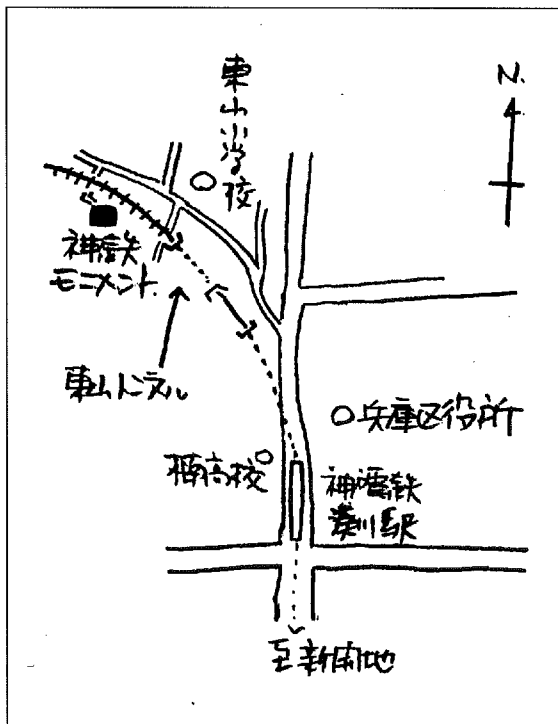 東山小学校
N.
神鉄
モニメント
東山トンネル
兵庫区役所
楠高校
神電鉄
湊川駅
至新開地